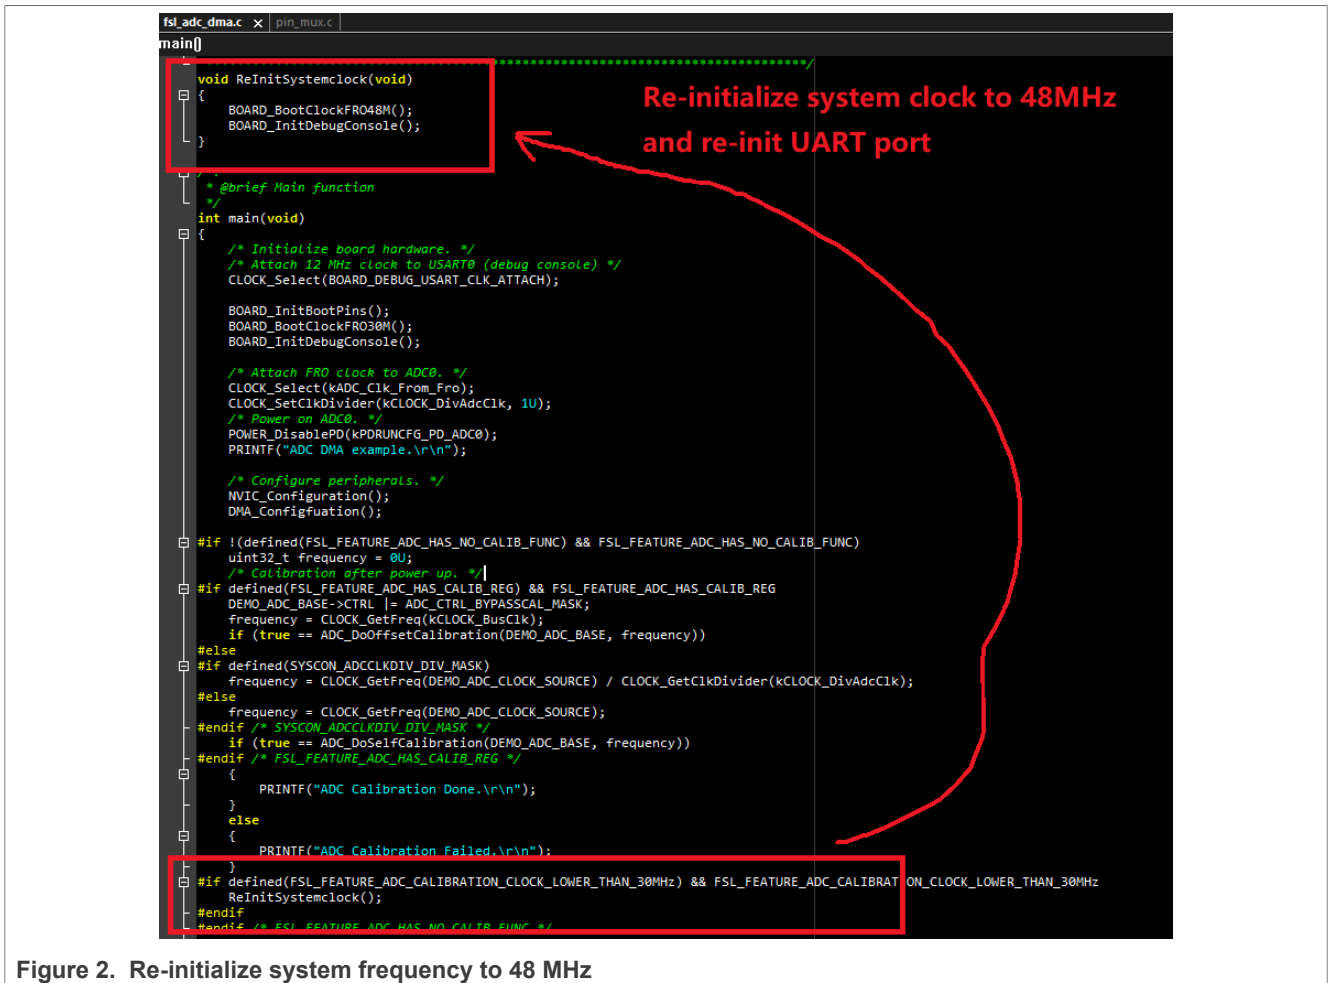 fsl_adc_dma.c x pin_mux.c
main()
************************************************/
void ReInitSystemclock(void)
{
BOARD_BootClockFRO48M();
BOARD_InitDebugConsole();
}
Re-initialize system clock to 48MHz
and re-init UART port
* @brief Main function
*/
int main(void)
{
/* Initialize board hardware. */
/* Attach 12 MHz clock to USART0 (debug console) */
CLOCK_Select(BOARD_DEBUG_USART_CLK_ATTACH);
BOARD_InitBootPins();
BOARD_BootClockFRO30M();
BOARD_InitDebugConsole();
/* Attach FRO clock to ADC0. */
CLOCK_Select(kADC_Clk_From_Fro);
CLOCK_SetClkDivider(kCLOCK_DivAdcClk, 1U);
/* Power on ADC0. */
POWER_DisablePD(kPDRUNCFG_PD_ADC0);
PRINTF("ADC DMA example.\r\n");
/* Configure peripherals. */
NVIC_Configuration();
DMA_Configfuation();
#if !(defined(FSL_FEATURE_ADC_HAS_NO_CALIB_FUNC) && FSL_FEATURE_ADC_HAS_NO_CALIB_FUNC)
uint32_t frequency = 0U;
/* Calibration after power up. */
#if defined(FSL_FEATURE_ADC_HAS_CALIB_REG) && FSL_FEATURE_ADC_HAS_CALIB_REG
DEMO_ADC_BASE->CTRL |= ADC_CTRL_BYPASSCAL_MASK;
frequency = CLOCK_GetFreq(kCLOCK_BusClk);
if (true == ADC_DoOffsetCalibration(DEMO_ADC_BASE, frequency))
#else
#if defined(SYSCON_ADCCLKDIV_DIV_MASK)
frequency = CLOCK_GetFreq(DEMO_ADC_CLOCK_SOURCE) / CLOCK_GetClkDivider(kCLOCK_DivAdcClk);
#else
frequency = CLOCK_GetFreq(DEMO_ADC_CLOCK_SOURCE);
#endif /* SYSCON_ADCCLKDIV_DIV_MASK */
if (true == ADC_DoSelfCalibration(DEMO_ADC_BASE, frequency))
#endif /* FSL_FEATURE_ADC_HAS_CALIB_REG */
{
PRINTF("ADC Calibration Done.\r\n");
}
else
{
PRINTF("ADC Calibration Failed.\r\n");
}
#if defined(FSL_FEATURE_ADC_CALIBRATION_CLOCK_LOWER_THAN_30MHz) && FSL_FEATURE_ADC_CALIBRATION_CLOCK_LOWER_THAN_30MHz
ReInitSystemclock();
#endif
#endif /* FSL_FEATURE_ADC_HAS_NO_CALIB_FUNC */
Figure 2. Re-initialize system frequency to 48 MHz